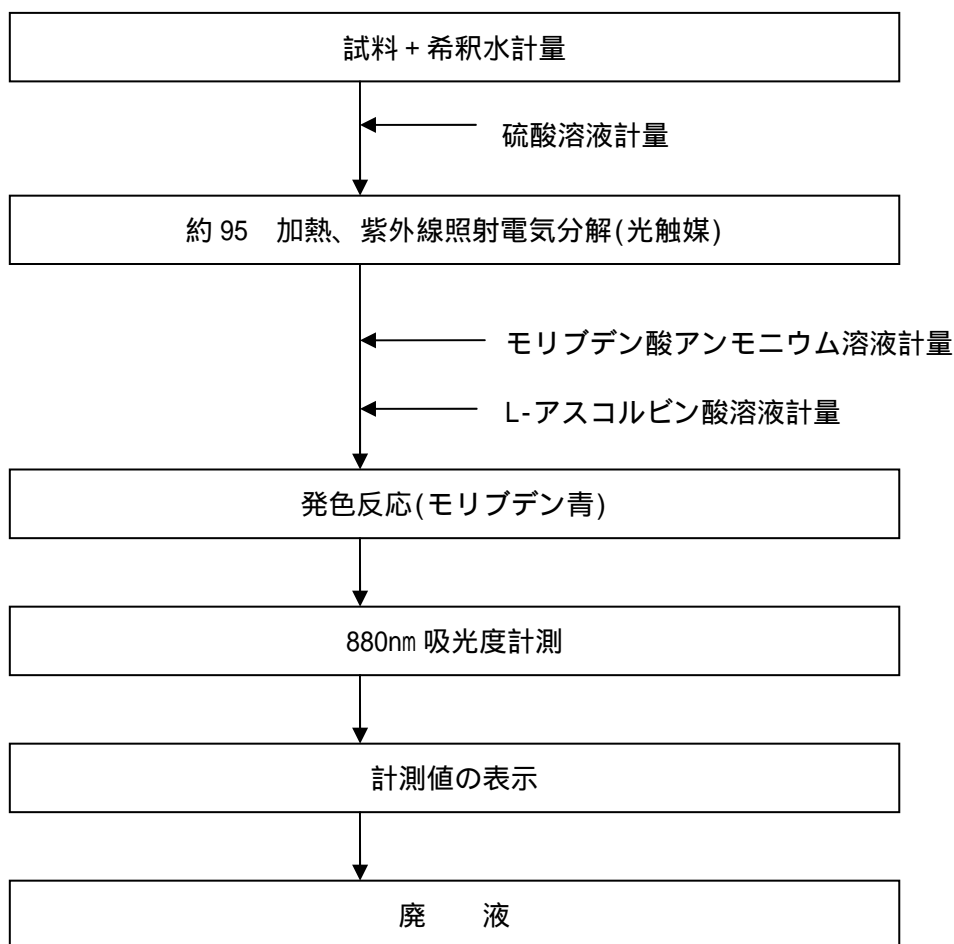 試料 + 希釈水計量
硫酸溶液計量
約 95　加熱、紫外線照射電気分解(光触媒)
モリブデン酸アンモニウム溶液計量
L-アスコルビン酸溶液計量
発色反応(モリブデン青)
880㎚ 吸光度計測
計測値の表示
廃　　液